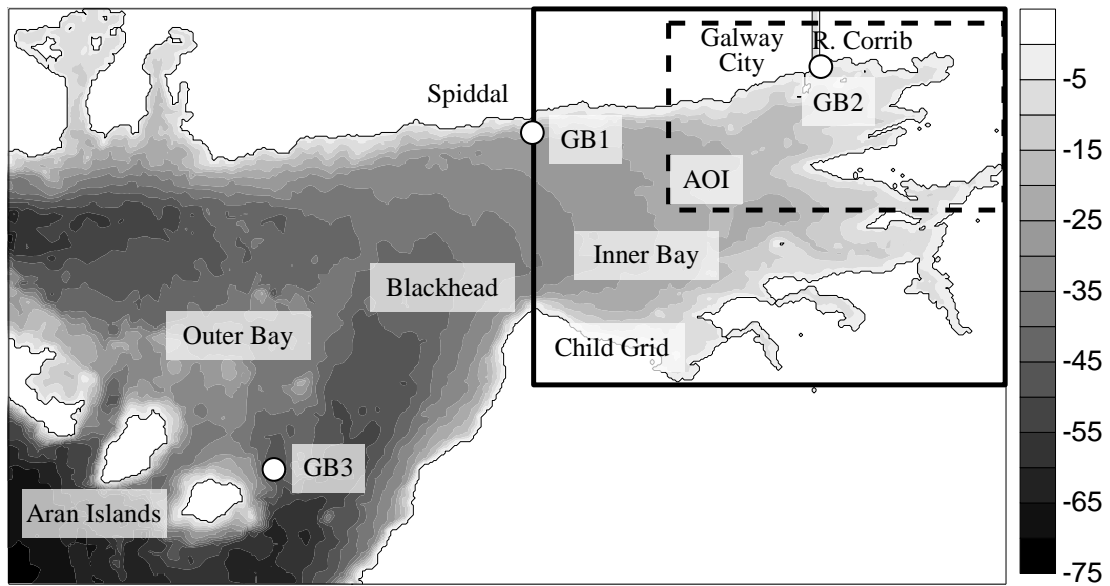 Galway
City
R. Corrib
Spiddal
GB1
GB2
AOI
Inner Bay
Blackhead
Outer Bay
Child Grid
GB3
Aran Islands
-5
-15
-25
-35
-45
-55
-65
-75